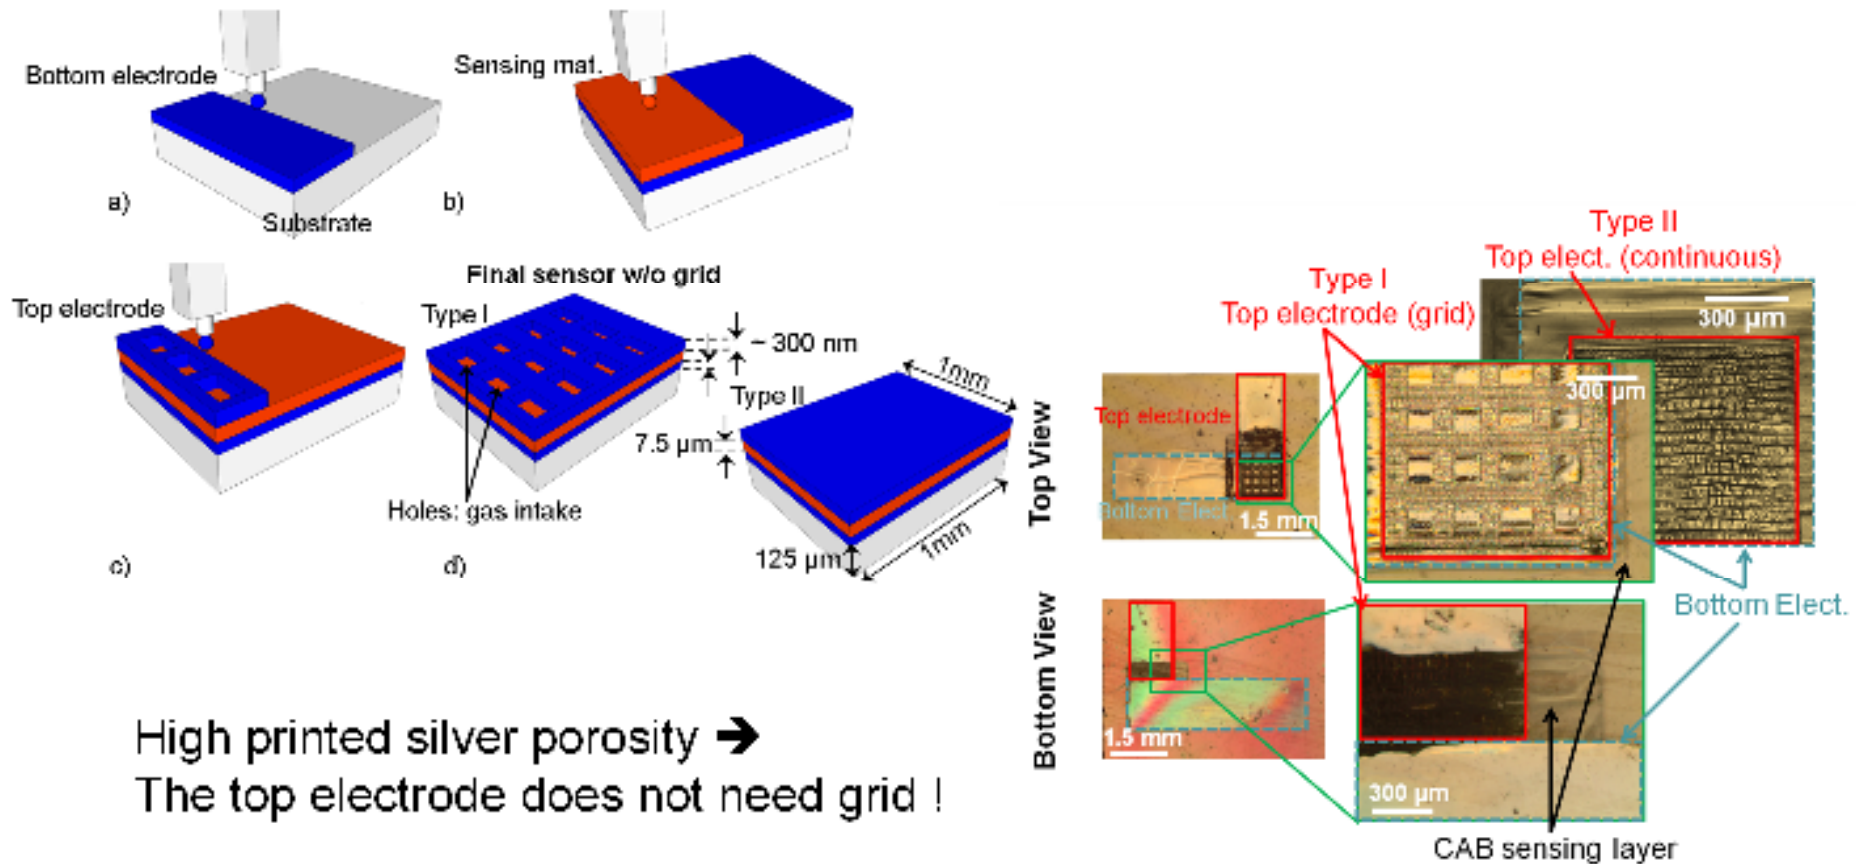 Bottom electrode
a)
Substrate
Sensing mat.
b)
Top electrode
c)
Final sensor w/o grid
Type I
~ 300 nm
Holes: gas intake
d)
Type II
1mm
7.5 µm
125 µm
1mm
High printed silver porosity ➔
The top electrode does not need grid !
Type II
Top elect. (continuous)
Type I
Top electrode (grid)
300 µm
300 µm
Top View
Top electrode
Bottom Elect.
1.5 mm
Bottom Elect.
Bottom View
1.5 mm
300 µm
CAB sensing layer